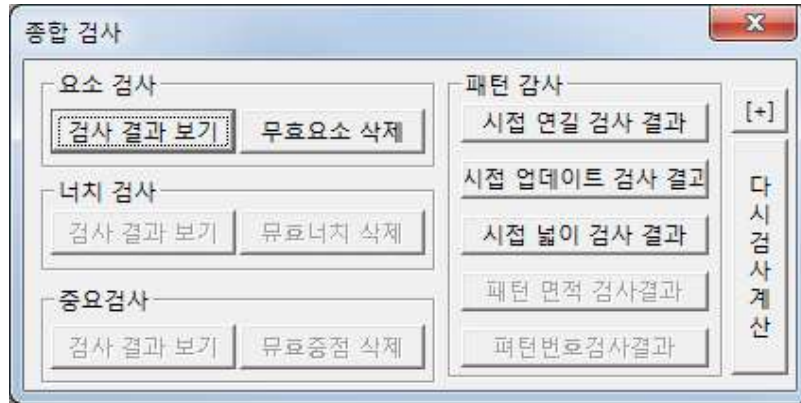 종합 검사
요소 검사
검사 결과 보기
무효요소 삭제
너치 검사
검사 결과 보기
뮤효너치 삭제
중요검사
검사 결과 보기
뮤효중점 삭제
패턴 감사
시접 연길 검사 결과
시접 업데이트 검사 결과
시접 넓이 검사 결과
패턴 면적 검사결과
펴턴번호검사결과
[+]
다시검사계산